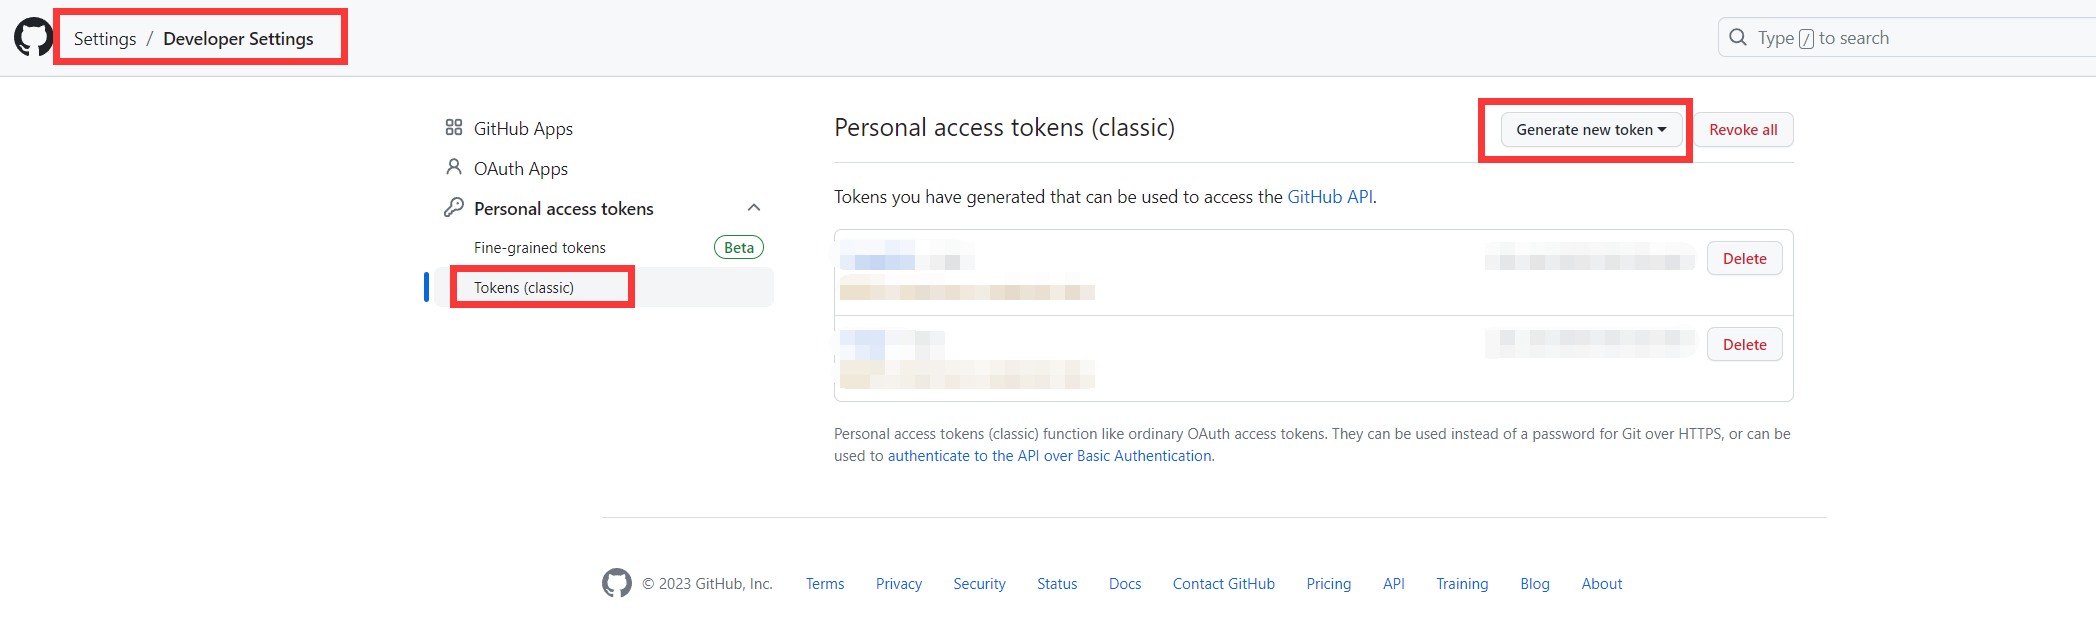 Settings / Developer Settings
Type / to search
GitHub Apps
OAuth Apps
Personal access tokens
Fine-grained tokens Beta
Tokens (classic)
Personal access tokens (classic)
Generate new token
Revoke all
Tokens you have generated that can be used to access the GitHub API.
Delete
Delete
Personal access tokens (classic) function like ordinary OAuth access tokens. They can be used instead of a password for Git over HTTPS, or can be
used to authenticate to the API over Basic Authentication.
© 2023 GitHub, Inc. Terms Privacy Security Status Docs Contact GitHub Pricing API Training Blog About